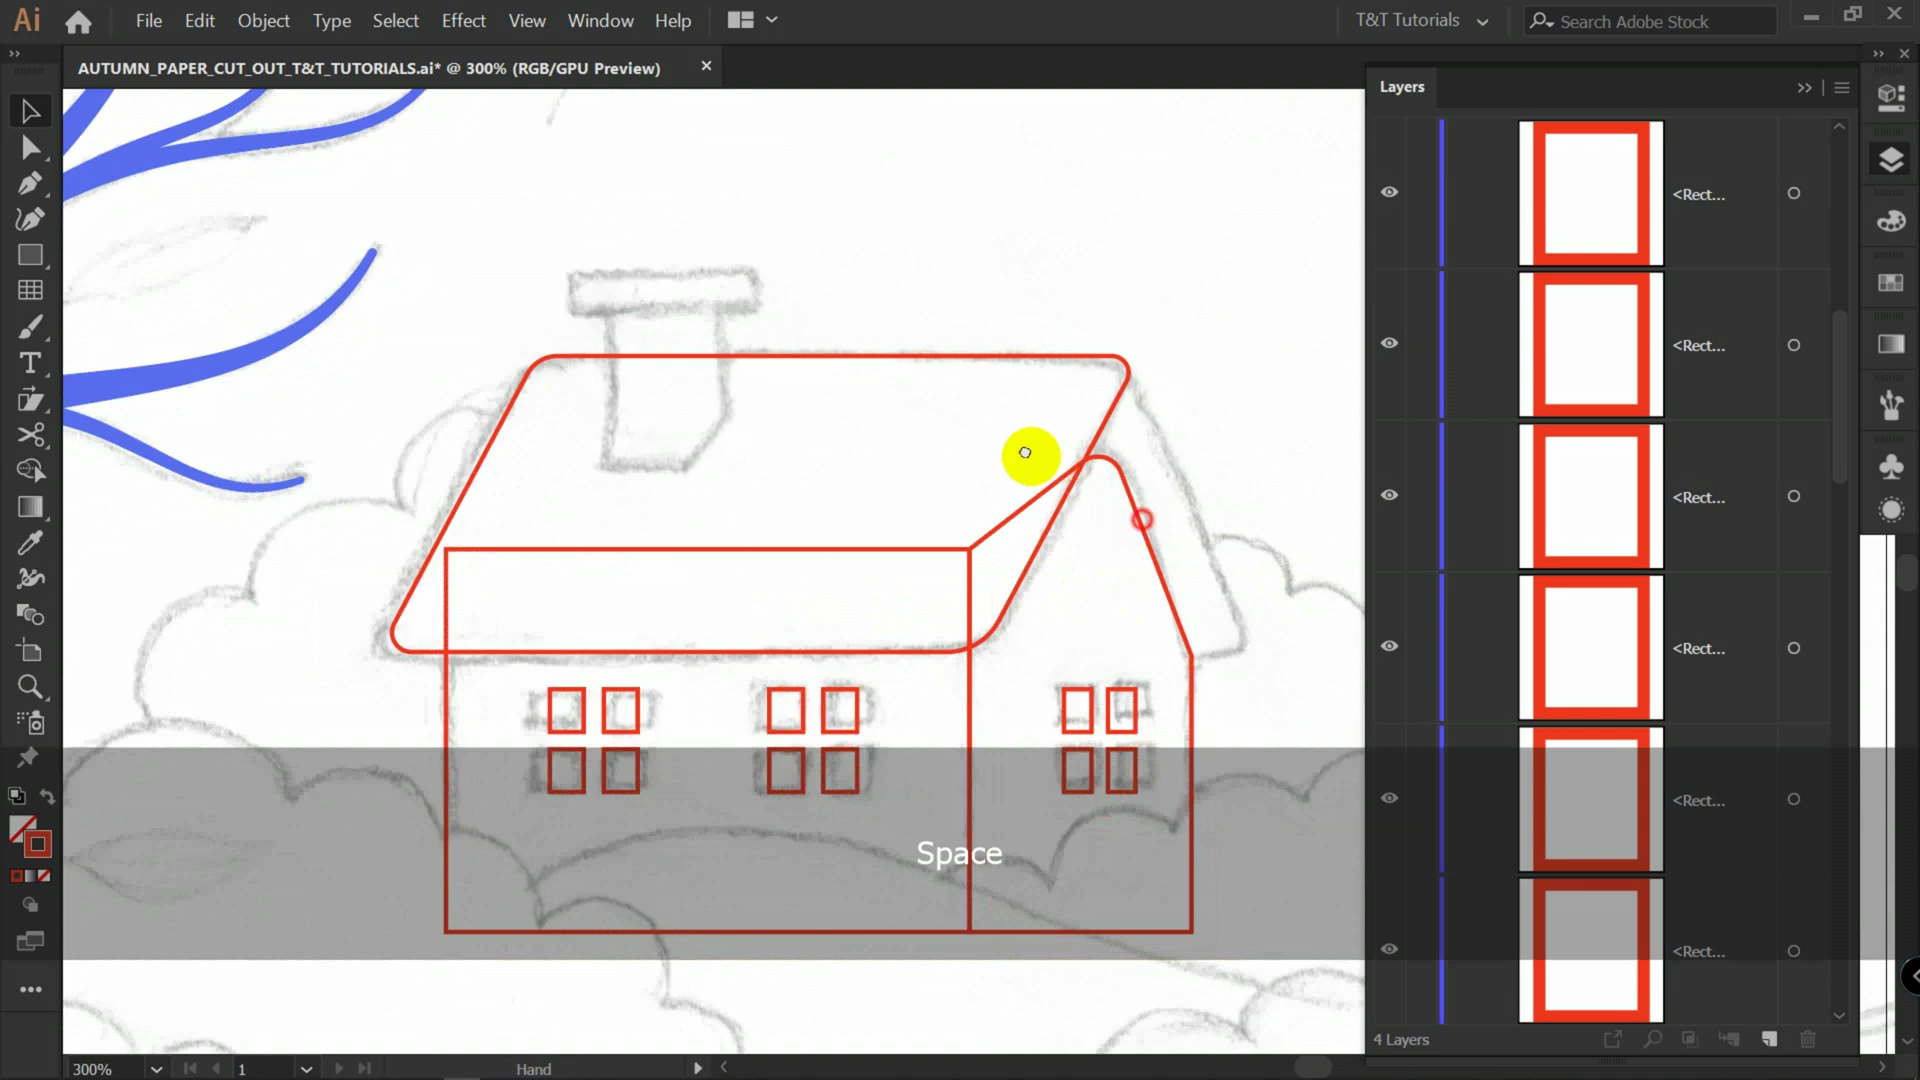 Ai File Edit Object Type Select Effect View Window Help T&T Tutorials Search Adobe Stock
AUTUMN_PAPER_CUT_OUT_T&T_TUTORIALS.ai* @ 300% (RGB/GPU Preview)
Layers
<Rect...
<Rect...
<Rect...
<Rect...
<Rect...
<Rect...
Space
4 Layers
300% 1 Hand